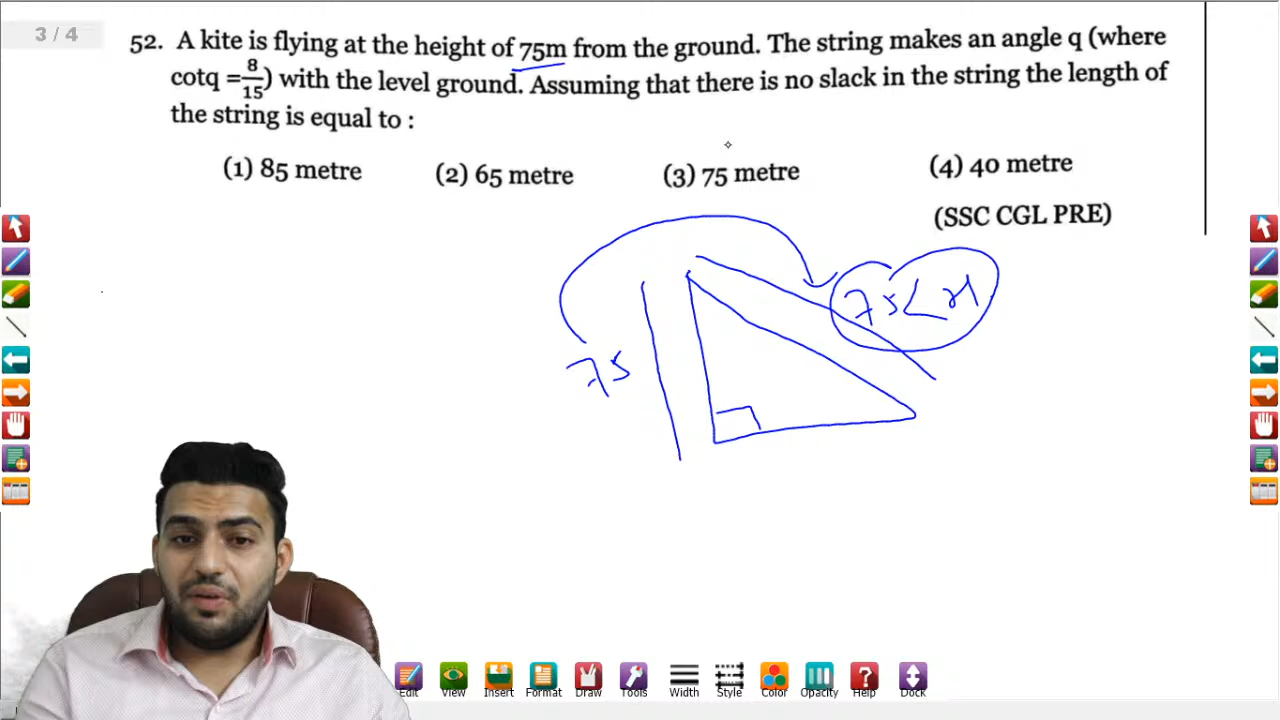 3 / 4
52. A kite is flying at the height of 75m from the ground. The string makes an angle q (where
cotq = 8/15) with the level ground. Assuming that there is no slack in the string the length of
the string is equal to :
(1) 85 metre (2) 65 metre (3) 75 metre (4) 40 metre
(SSC CGL PRE)
75 <
75
Edit View Insert Format Draw Tools Width Style Color Opacity Help Dock